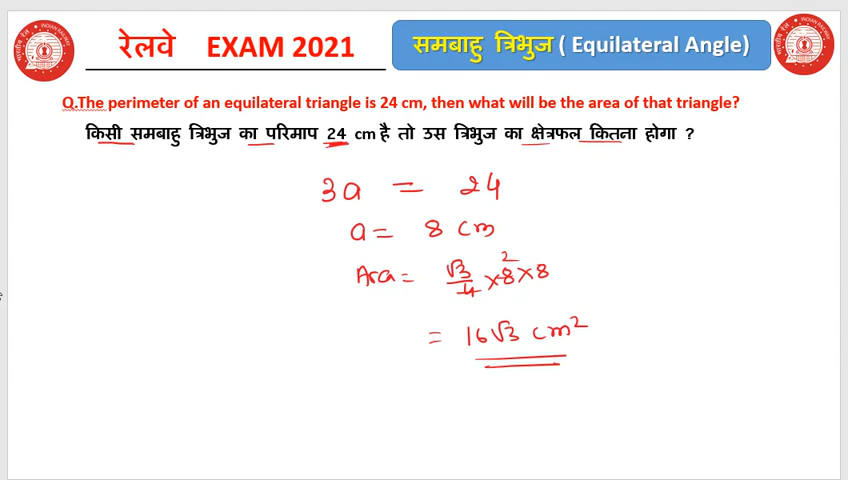 रेलवे EXAM 2021
समबाहु त्रिभुज ( Equilateral Angle)
Q.The perimeter of an equilateral triangle is 24 cm, then what will be the area of that triangle?
किसी समबाहु त्रिभुज का परिमाप 24 cm है तो उस त्रिभुज का क्षेत्रफल कितना होगा ?
3a = 24
a = 8 cm
Area = √3/4 × 8 × 8
2
= 16√3 cm²